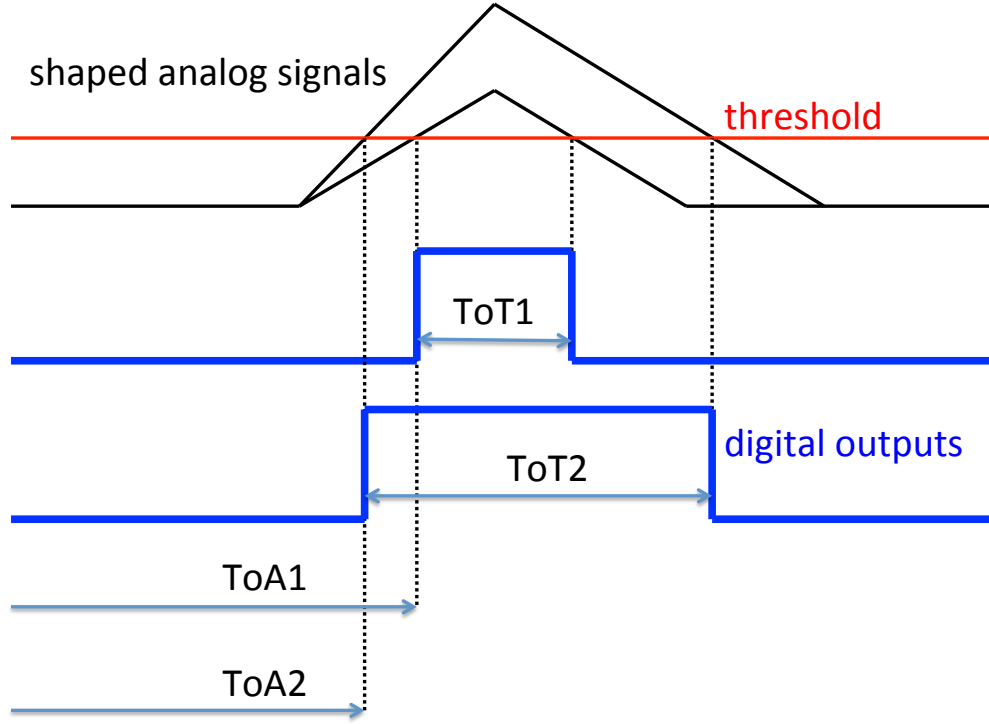 shaped analog signals
threshold
ToT1
digital outputs
ToT2
ToA1
ToA2